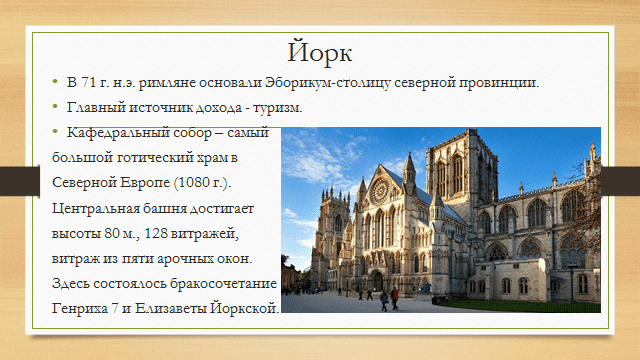 Йорк
• В 71 г. н.э. римляне основали Эборикум-столицу северной провинции.
• Главный источник дохода - туризм.
• Кафедральный собор – самый
большой готический храм в
Северной Европе (1080 г.).
Центральная башня достигает
высоты 80 м., 128 витражей,
витраж из пяти арочных окон.
Здесь состоялось бракосочетание
Генриха 7 и Елизаветы Йоркской.